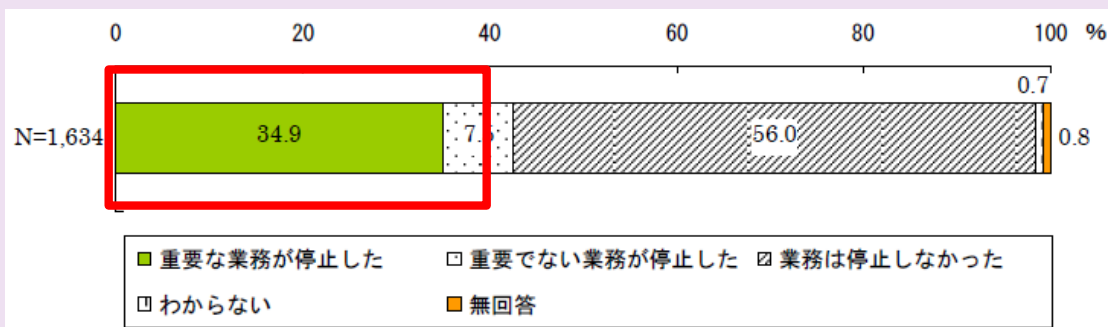 0 20 40 60 80 100 %
0.7
N=1,634 34.9 56.0 0.8
重要な業務が停止した 重要でない業務が停止した 業務は停止しなかった
わからない 無回答